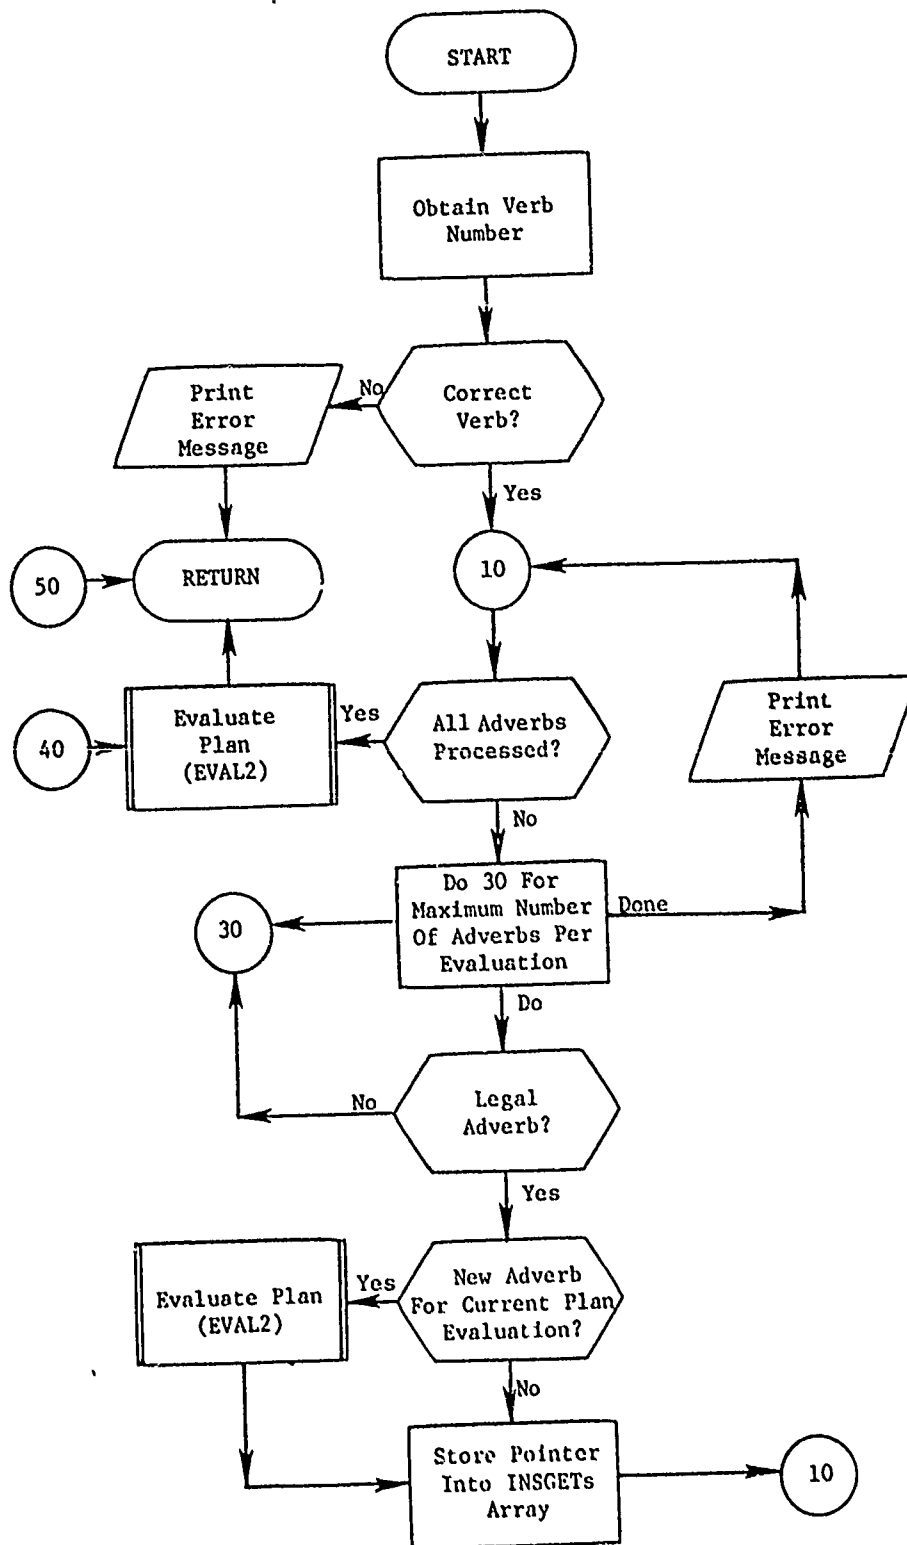 START
Obtain Verb
Number
Correct
Verb?
No
Print
Error
Message
Yes
50
RETURN
10
40
Evaluate
Plan
(EVAL2)
Yes
All Adverbs
Processed?
Print
Error
Message
No
30
Do 30 For
Maximum Number
Of Adverbs Per
Evaluation
Done
Do
No
Legal
Adverb?
Yes
Evaluate Plan
(EVAL2)
Yes
New Adverb
For Current Plan
Evaluation?
No
Store Pointer
Into INSGETs
Array
10